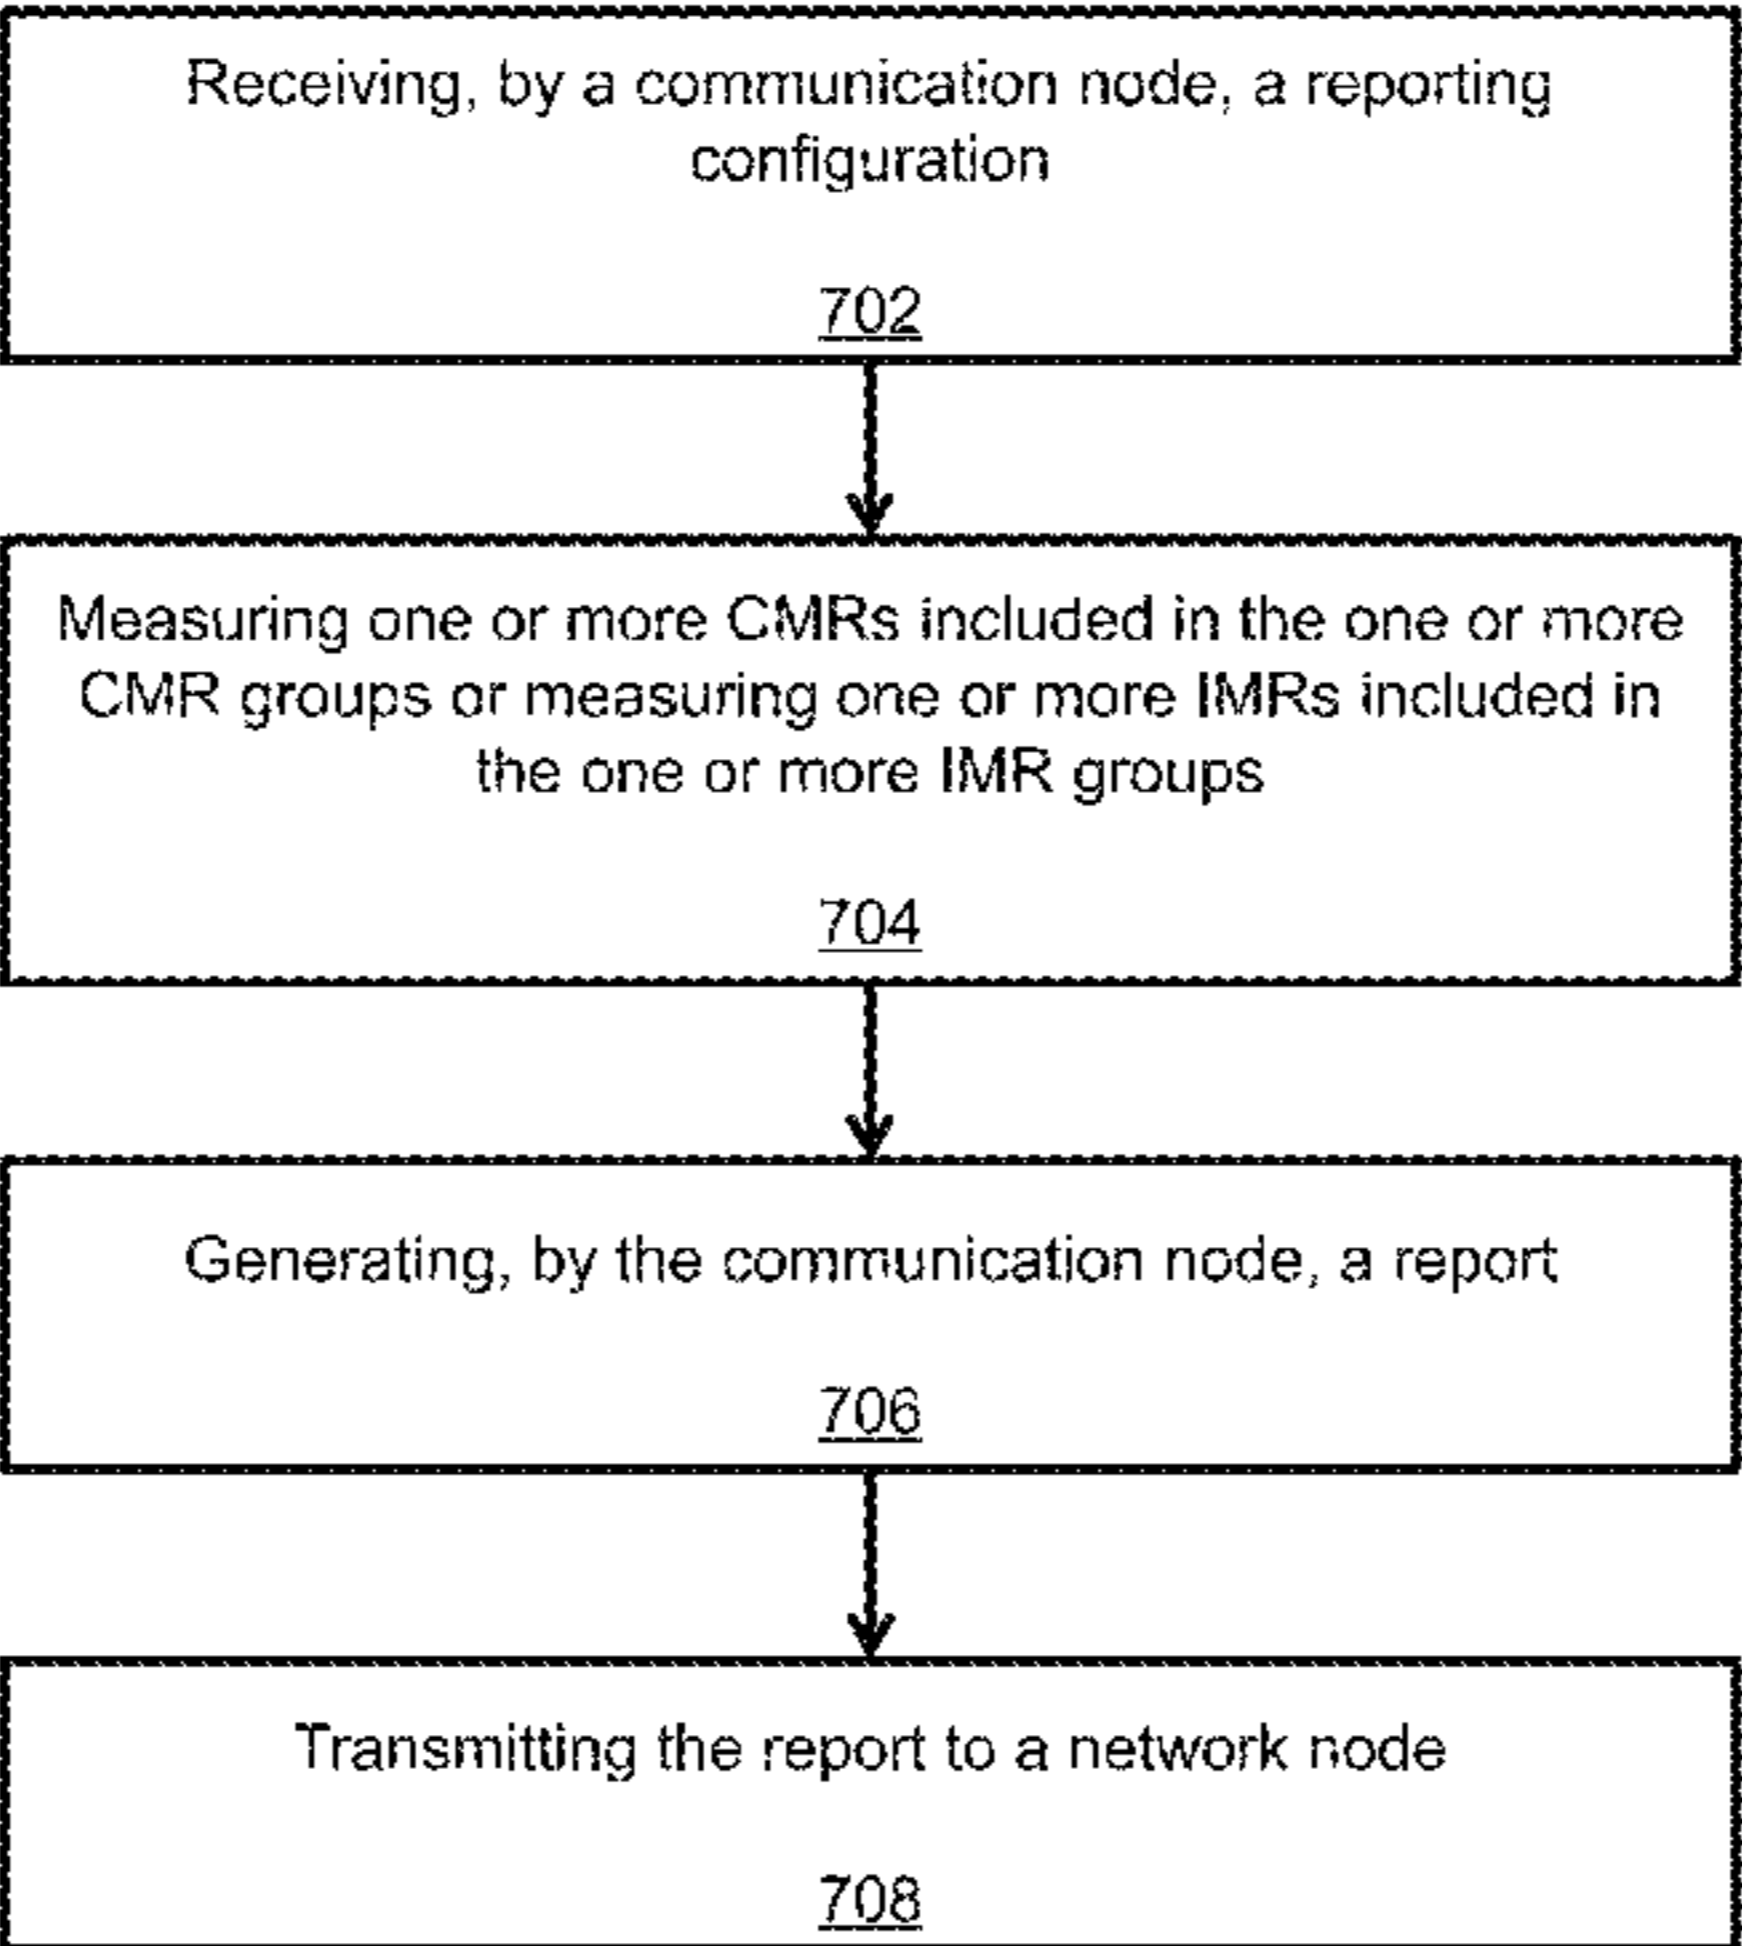 Receiving, by a communication node, a reporting
configuration
702
Measuring one or more CMRs included in the one or more
CMR groups or measuring one or more IMRs included in
the one or more IMR groups
704
Generating, by the communication node, a report
706
Transmitting the report to a network node
708